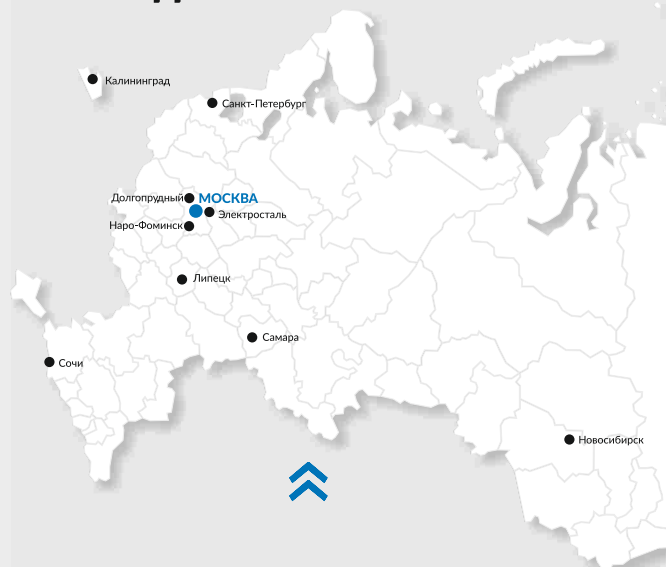 Калининград
Санкт-Петербург
Долгопрудный
МОСКВА
Электросталь
Наро-Фоминск
Липецк
Самара
Сочи
Новосибирск